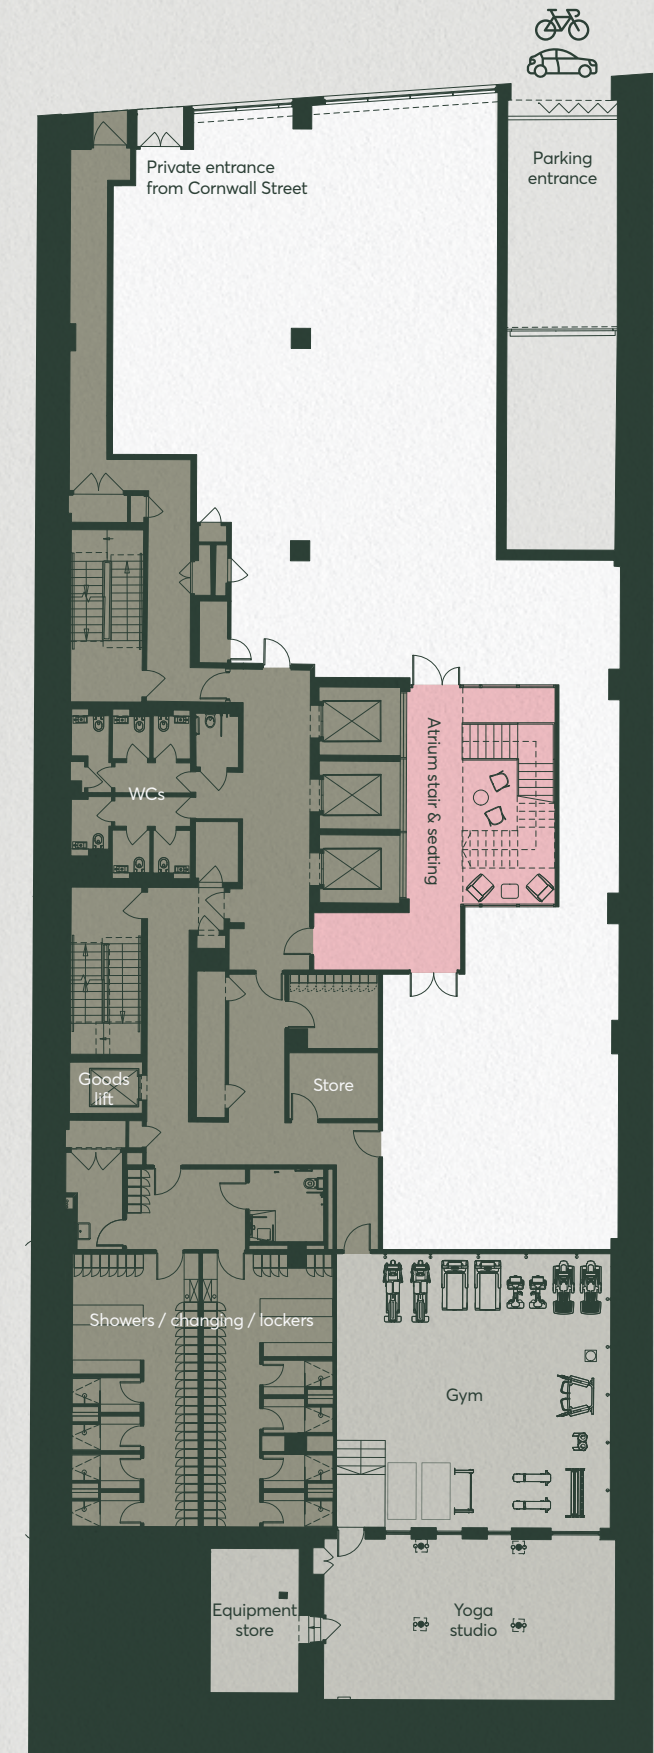 Parking
entrance
Private entrance
from Cornwall Street
Atrium stair & seating
WCs
Goods
lift
Store
Showers / changing / lockers
Gym
Equipment
store
Yoga
studio